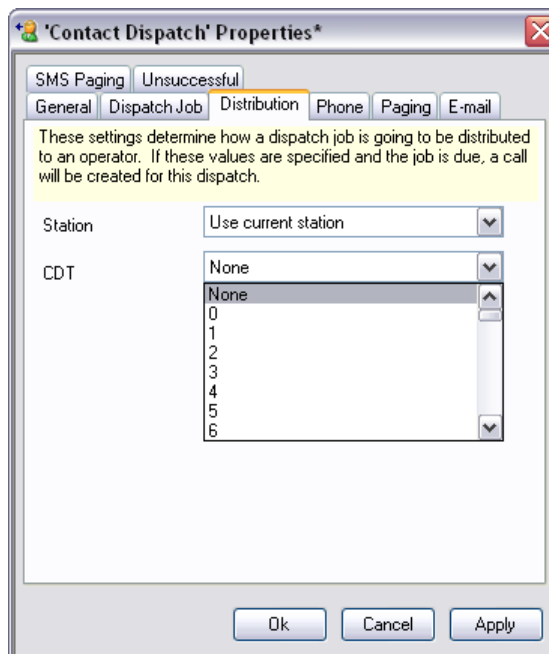 'Contact Dispatch' Properties*
SMS Paging Unsuccessful
General Dispatch Job Distribution Phone Paging E-mail
These settings determine how a dispatch job is going to be distributed
to an operator. If these values are specified and the job is due, a call
will be created for this dispatch.
Station Use current station
CDT None
None
0
1
2
3
4
5
6
Ok Cancel Apply